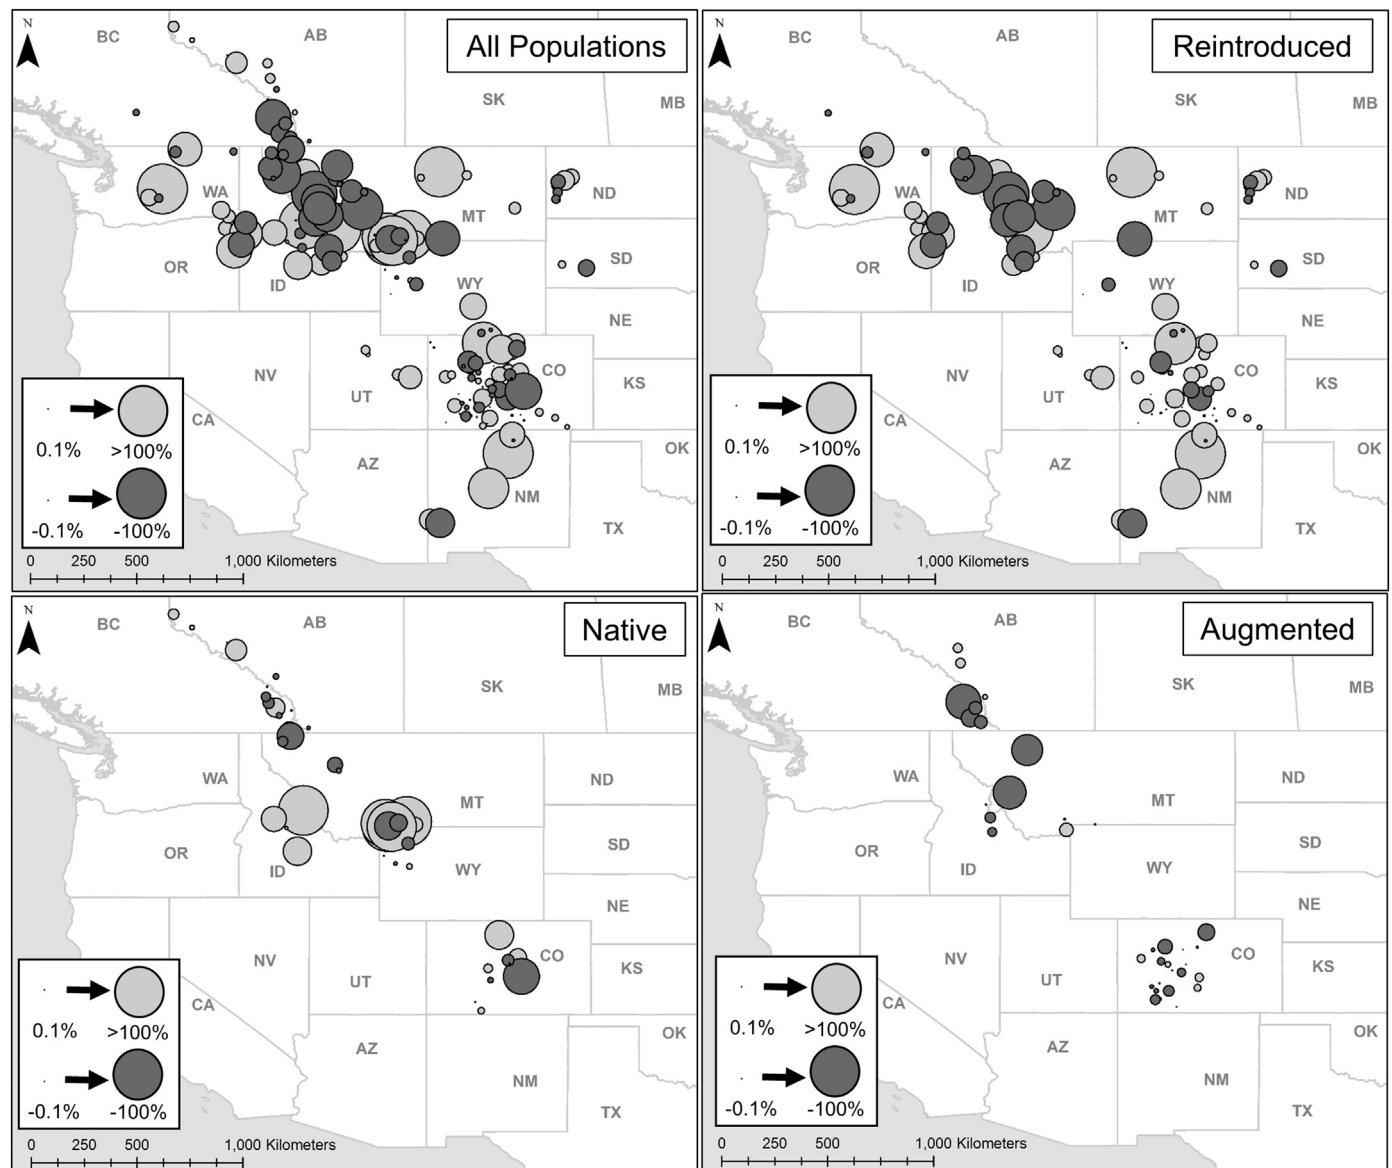 N
BC
AB
All Populations
SK
MB
WA
MT
ND
OR
ID
WY
SD
NE
NV
UT
CO
KS
CA
AZ
NM
OK
TX
0.1% >100%
-0.1% -100%
0 250 500 1,000 Kilometers
N
BC
AB
Reintroduced
SK
MB
WA
MT
ND
OR
ID
WY
SD
NE
NV
UT
CO
KS
CA
AZ
NM
OK
TX
0.1% >100%
-0.1% -100%
0 250 500 1,000 Kilometers
N
BC
AB
Native
SK
MB
WA
MT
ND
OR
ID
WY
SD
NE
NV
UT
CO
KS
CA
AZ
NM
OK
TX
0.1% >100%
-0.1% -100%
0 250 500 1,000 Kilometers
N
BC
AB
Augmented
SK
MB
WA
MT
ND
OR
ID
WY
SD
NE
NV
UT
CO
KS
CA
AZ
NM
OK
TX
0.1% >100%
-0.1% -100%
0 250 500 1,000 Kilometers